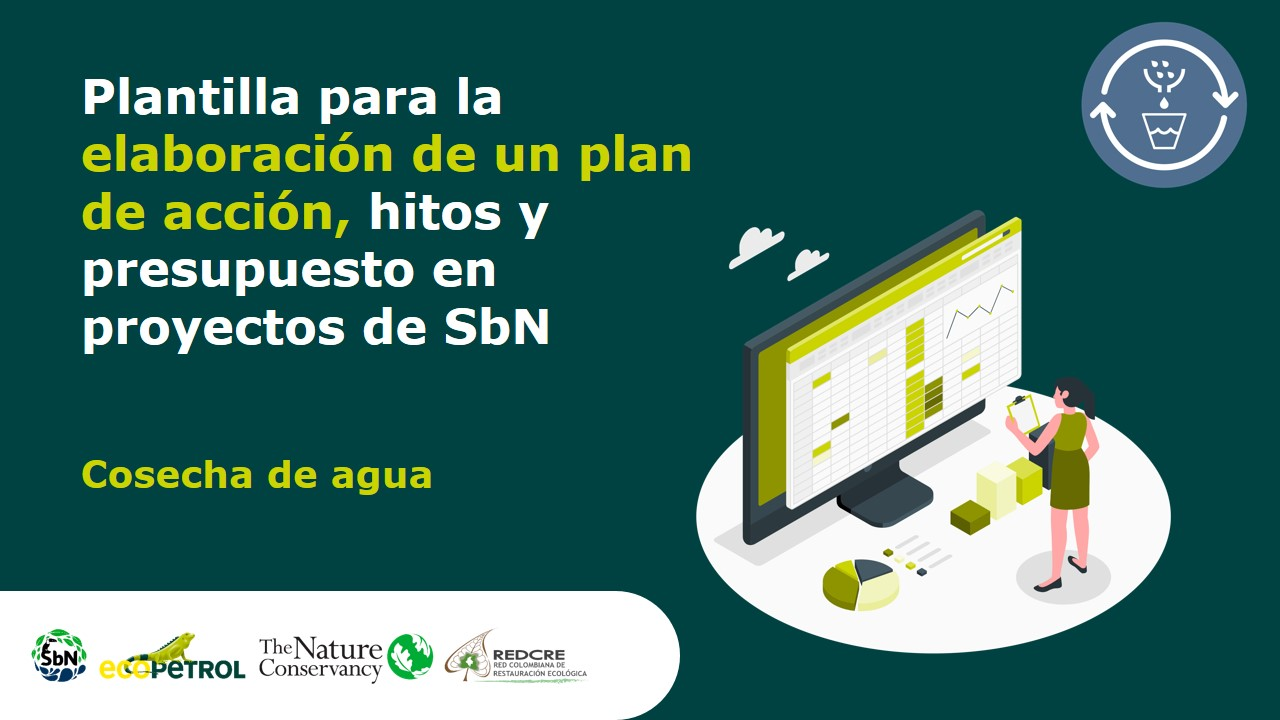 Plantilla para la
elaboración de un plan
de acción, hitos y
presupuesto en
proyectos de SbN
Cosecha de agua
SbN
ecoPETROL
The Nature
Conservancy
REDCRE
RED COLOMBIANA DE
RESTAURACIÓN ECOLÓGICA